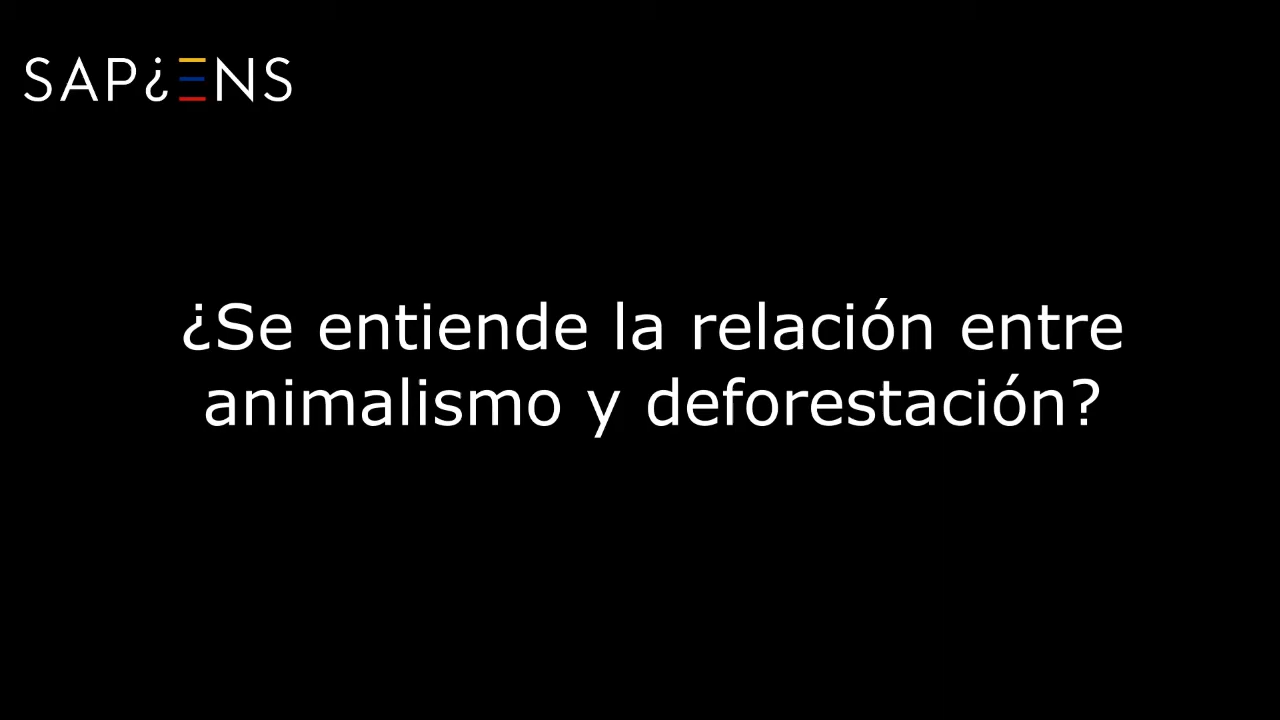 SAP¿ENS
¿Se entiende la relación entre
animalismo y deforestación?